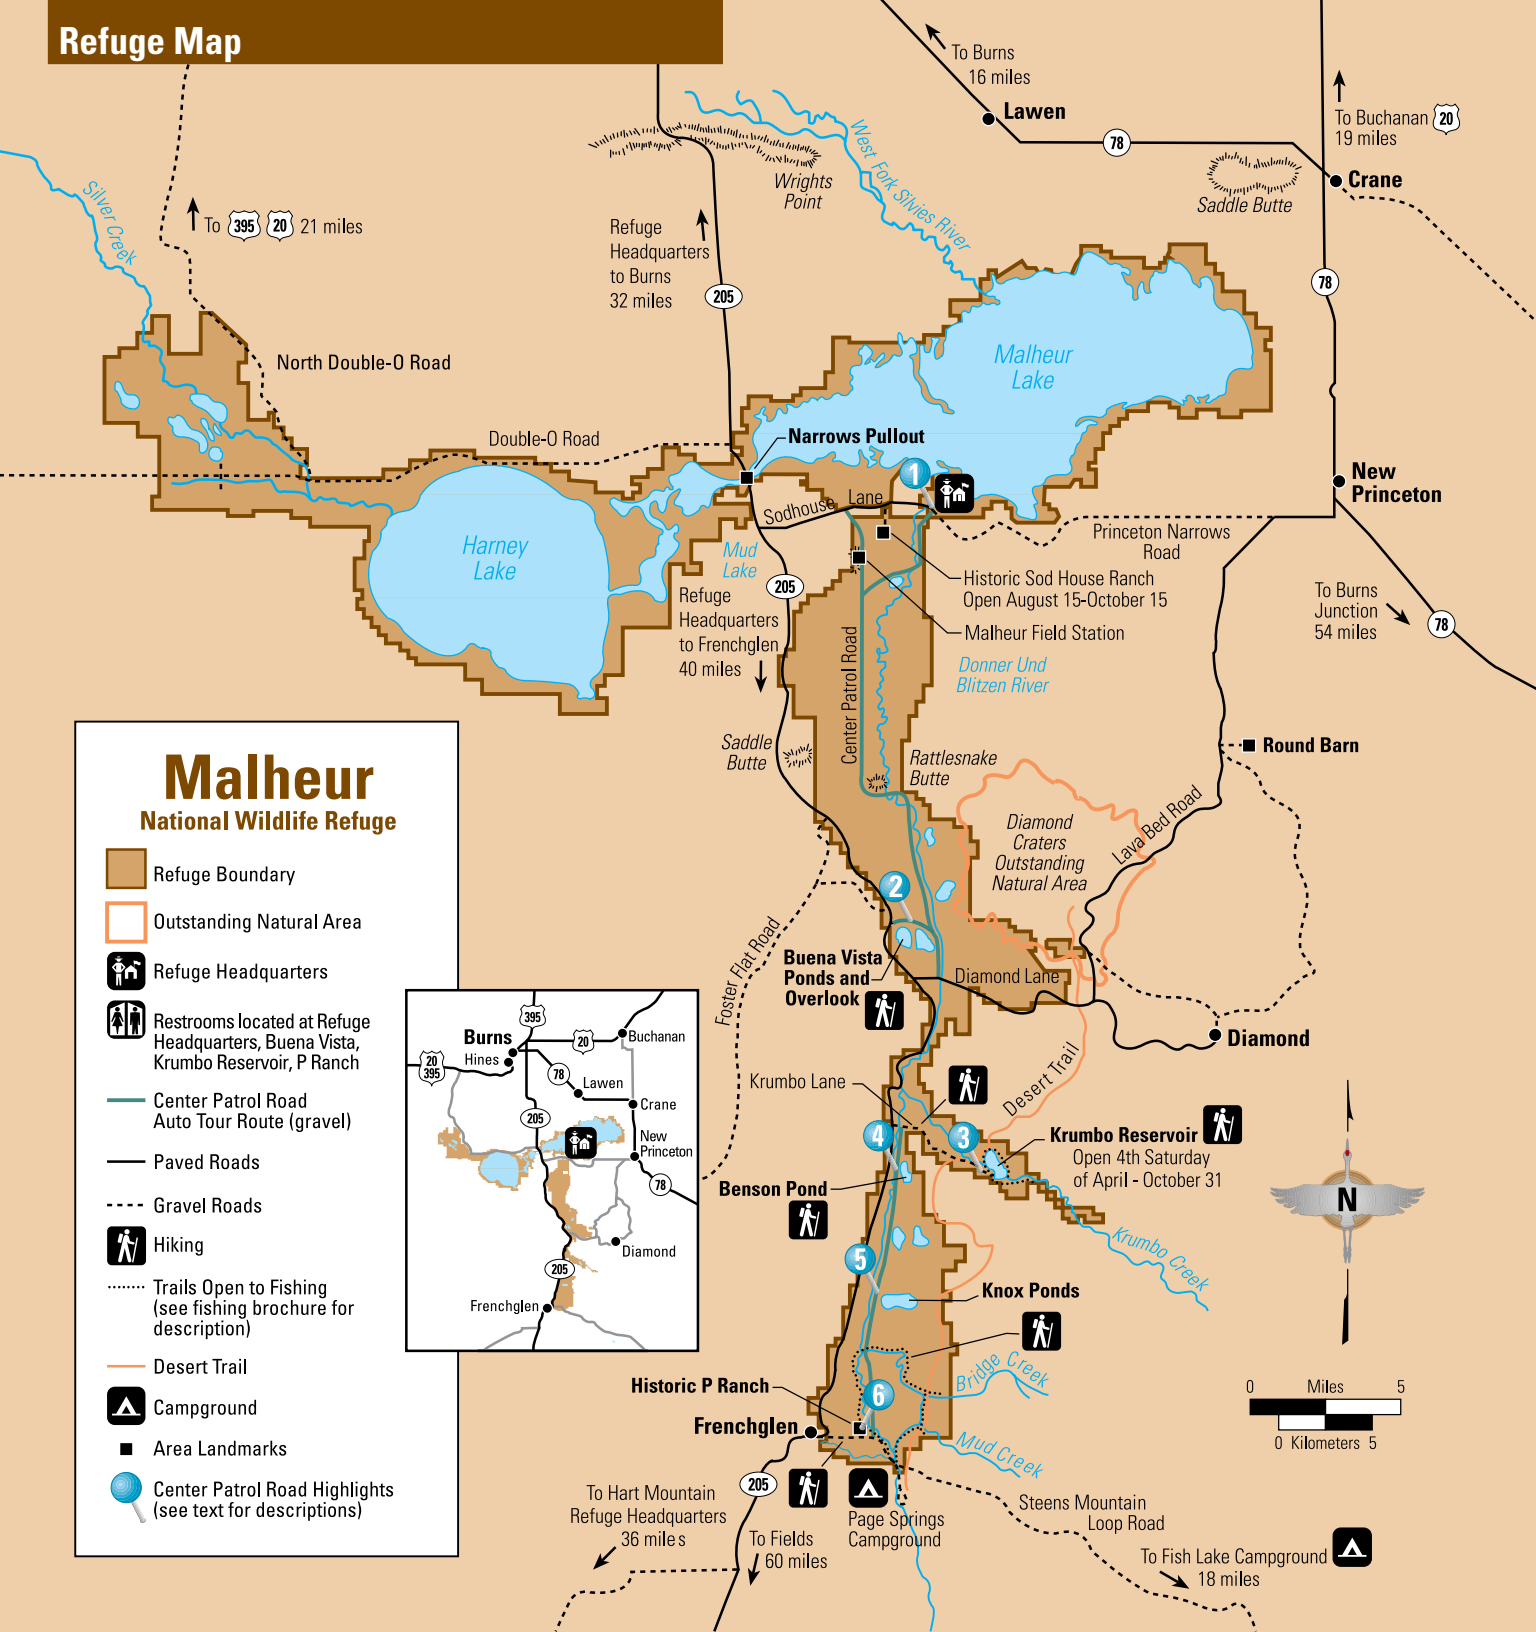 Refuge Map
To Burns
16 miles
Lawen
78
To Buchanan 20
19 miles
Crane
Saddle Butte
West Fork Silvies River
Wrights
Point
Silver Creek
To 395 20 21 miles
Refuge
Headquarters
to Burns
32 miles
205
78
North Double-O Road
Malheur
Lake
Double-O Road
Narrows Pullout
1
New
Princeton
Sodhouse Lane
Princeton Narrows
Road
Harney
Lake
Mud
Lake
205
Historic Sod House Ranch
Open August 15-October 15
Malheur Field Station
Refuge
Headquarters
to Frenchglen
40 miles
To Burns
Junction
54 miles
78
Donner Und
Blitzen River
Center Patrol Road
Saddle
Butte
Rattlesnake
Butte
Round Barn
Diamond
Craters
Outstanding
Natural Area
Lava Bed Road
2
Foster Flat Road
Buena Vista
Ponds and
Overlook
Diamond Lane
Diamond
Krumbo Lane
Desert Trail
4
3
Krumbo Reservoir
Open 4th Saturday
of April - October 31
Benson Pond
N
Krumbo Creek
5
Knox Ponds
Bridge Creek
Historic P Ranch
6
Frenchglen
Mud Creek
205
0 Miles 5
0 Kilometers 5
To Hart Mountain
Refuge Headquarters
36 miles
To Fields
60 miles
Page Springs
Campground
Steens Mountain
Loop Road
To Fish Lake Campground
18 miles
Malheur
National Wildlife Refuge
Refuge Boundary
Outstanding Natural Area
Refuge Headquarters
Restrooms located at Refuge
Headquarters, Buena Vista,
Krumbo Reservoir, P Ranch
Center Patrol Road
Auto Tour Route (gravel)
Paved Roads
Gravel Roads
Hiking
Trails Open to Fishing
(see fishing brochure for
description)
Desert Trail
Campground
Area Landmarks
Center Patrol Road Highlights
(see text for descriptions)
395
Burns
20
Buchanan
Hines
20
395
78
Lawen
Crane
205
New
Princeton
78
Diamond
205
Frenchglen